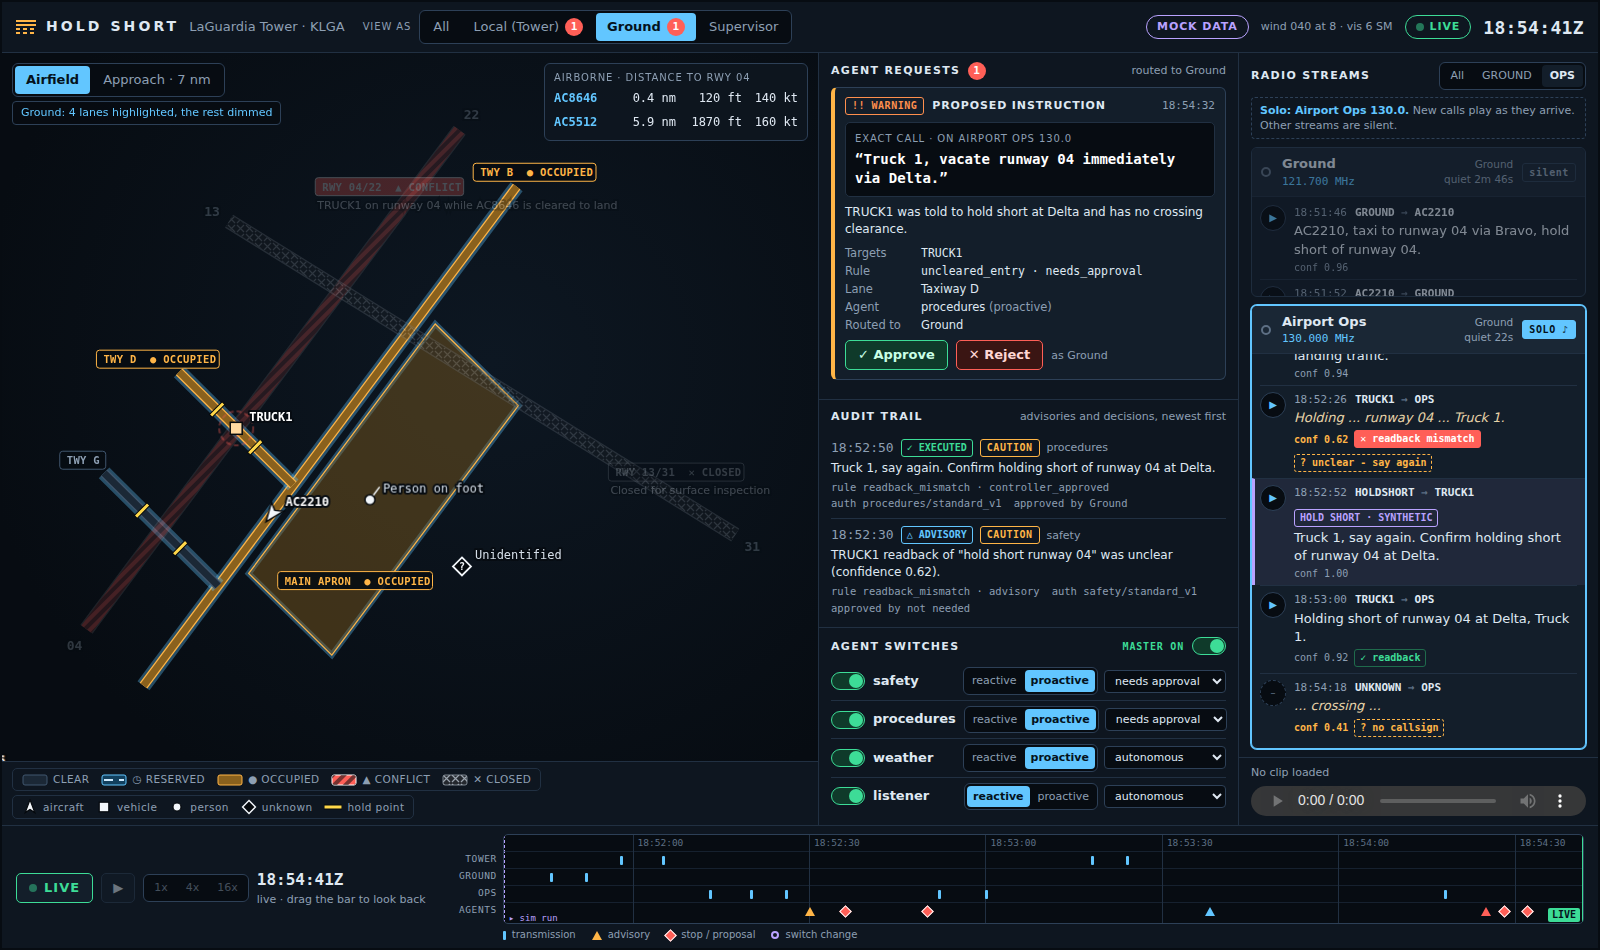 HOLD SHORT LaGuardia Tower · KLGA VIEW AS All Local (Tower) 1 Ground 1 Supervisor MOCK DATA wind 040 at 8 · vis 6 SM LIVE 18:54:41Z
Airfield Approach · 7 nm
Ground: 4 lanes highlighted, the rest dimmed
AIRBORNE · DISTANCE TO RWY 04
AC8646 0.4 nm 120 ft 140 kt
AC5512 5.9 nm 1870 ft 160 kt
22
TWY B ● OCCUPIED
RWY 04/22 ▲ CONFLICT
TRUCK1 on runway 04 while AC8646 is cleared to land
13
TWY D ● OCCUPIED
TRUCK1
TWY G
RWY 13/31 × CLOSED
Closed for surface inspection
Person on foot
AC2210
31
Unidentified
?
MAIN APRON ● OCCUPIED
04
CLEAR ◷ RESERVED ● OCCUPIED ▲ CONFLICT × CLOSED
aircraft vehicle person unknown hold point
AGENT REQUESTS 1 routed to Ground
!! WARNING PROPOSED INSTRUCTION 18:54:32
EXACT CALL · ON AIRPORT OPS 130.0
“Truck 1, vacate runway 04 immediately
via Delta.”
TRUCK1 was told to hold short at Delta and has no crossing
clearance.
Targets TRUCK1
Rule uncleared_entry · needs_approval
Lane Taxiway D
Agent procedures (proactive)
Routed to Ground
✓ Approve ✕ Reject as Ground
AUDIT TRAIL advisories and decisions, newest first
18:52:50 ✓ EXECUTED CAUTION procedures
Truck 1, say again. Confirm holding short of runway 04 at Delta.
rule readback_mismatch · controller_approved
auth procedures/standard_v1 approved by Ground
18:52:30 △ ADVISORY CAUTION safety
TRUCK1 readback of "hold short runway 04" was unclear
(confidence 0.62).
rule readback_mismatch · advisory auth safety/standard_v1
approved by not needed
AGENT SWITCHES MASTER ON
safety reactive proactive needs approval
procedures reactive proactive needs approval
weather reactive proactive autonomous
listener reactive proactive autonomous
RADIO STREAMS All GROUND OPS
Solo: Airport Ops 130.0. New calls play as they arrive.
Other streams are silent.
Ground Ground
121.700 MHz quiet 2m 46s silent
18:51:46 GROUND → AC2210
AC2210, taxi to runway 04 via Bravo, hold
short of runway 04.
conf 0.96
18:51:52 AC2210 → GROUND
Airport Ops Ground
130.000 MHz quiet 22s SOLO ♪
landing traffic.
conf 0.94
18:52:26 TRUCK1 → OPS
Holding ... runway 04 ... Truck 1.
conf 0.62 ✕ readback mismatch
? unclear - say again
18:52:52 HOLDSHORT → TRUCK1
HOLD SHORT · SYNTHETIC
Truck 1, say again. Confirm holding short
of runway 04 at Delta.
conf 1.00
18:53:00 TRUCK1 → OPS
Holding short of runway 04 at Delta, Truck
1.
conf 0.92 ✓ readback
18:54:18 UNKNOWN → OPS
... crossing ...
conf 0.41 ? no callsign
No clip loaded
0:00 / 0:00
LIVE 1x 4x 16x 18:54:41Z
live · drag the bar to look back
18:52:00 18:52:30 18:53:00 18:53:30 18:54:00 18:54:30
TOWER
GROUND
OPS
AGENTS
▸ sim run LIVE
transmission advisory stop / proposal switch change